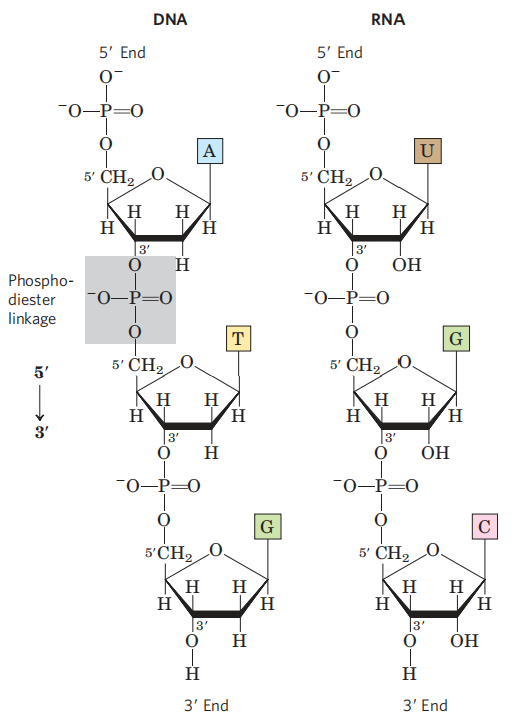 DNA
RNA
5′ End
5′ End
O⁻
O⁻
⁻O—P=O
⁻O—P=O
O
O
A
U
5′ CH₂
O
5′ CH₂
O
H
H
H
H
H
H
H
H
3′
3′
O
H
O
OH
Phospho-
diester
linkage
⁻O—P=O
⁻O—P=O
O
O
T
G
5′ CH₂
O
5′ CH₂
O
5′
3′
H
H
H
H
H
H
H
H
3′
3′
O
H
O
OH
⁻O—P=O
⁻O—P=O
O
O
G
C
5′CH₂
O
5′ CH₂
O
H
H
H
H
H
H
H
H
3′
3′
O
H
O
OH
H
H
3′ End
3′ End